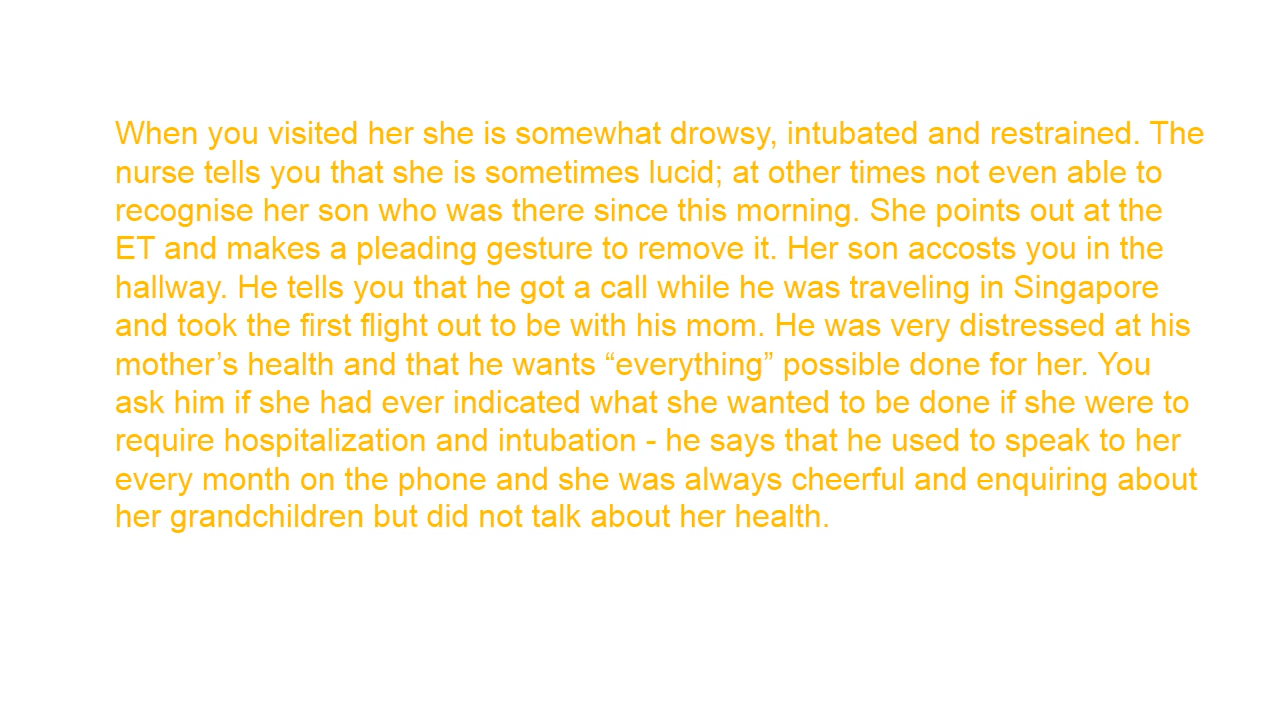 When you visited her she is somewhat drowsy, intubated and restrained. The
nurse tells you that she is sometimes lucid; at other times not even able to
recognise her son who was there since this morning. She points out at the
ET and makes a pleading gesture to remove it. Her son accosts you in the
hallway. He tells you that he got a call while he was traveling in Singapore
and took the first flight out to be with his mom. He was very distressed at his
mother’s health and that he wants “everything” possible done for her. You
ask him if she had ever indicated what she wanted to be done if she were to
require hospitalization and intubation - he says that he used to speak to her
every month on the phone and she was always cheerful and enquiring about
her grandchildren but did not talk about her health.